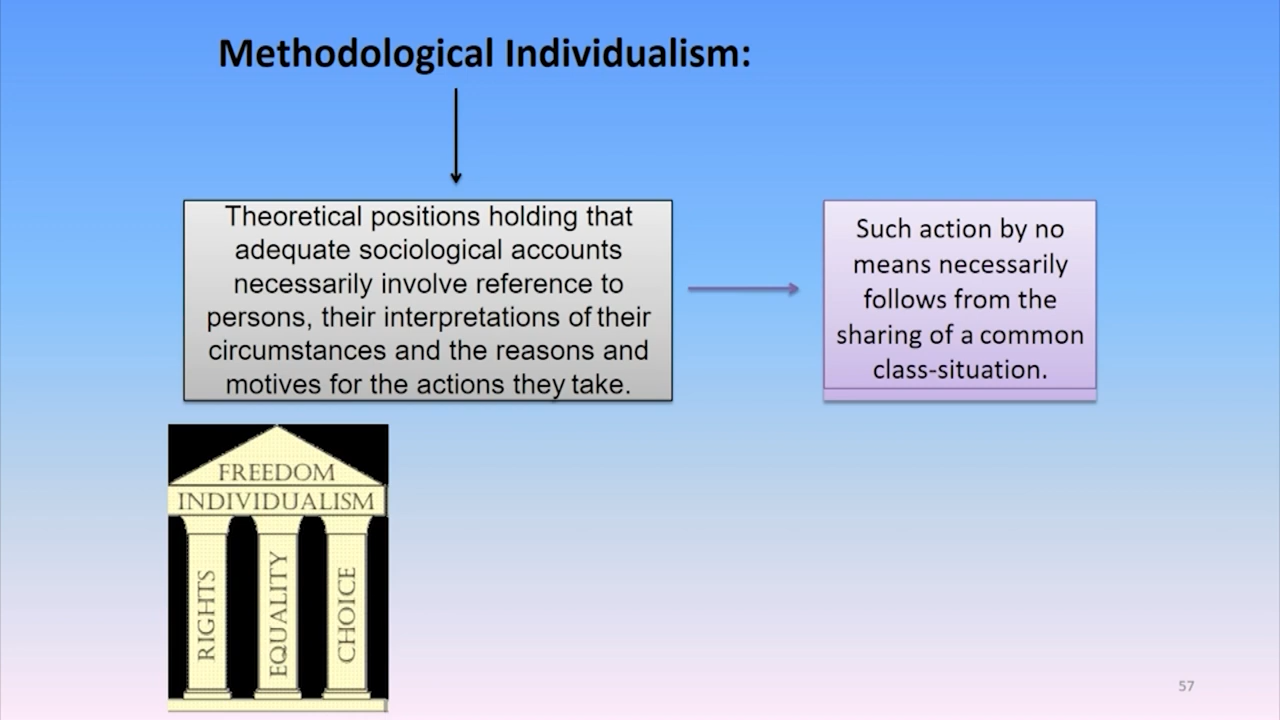 Methodological Individualism:
Theoretical positions holding that
adequate sociological accounts
necessarily involve reference to
persons, their interpretations of their
circumstances and the reasons and
motives for the actions they take.
Such action by no
means necessarily
follows from the
sharing of a common
class-situation.
FREEDOM
INDIVIDUALISM
RIGHTS
EQUALITY
CHOICE
57